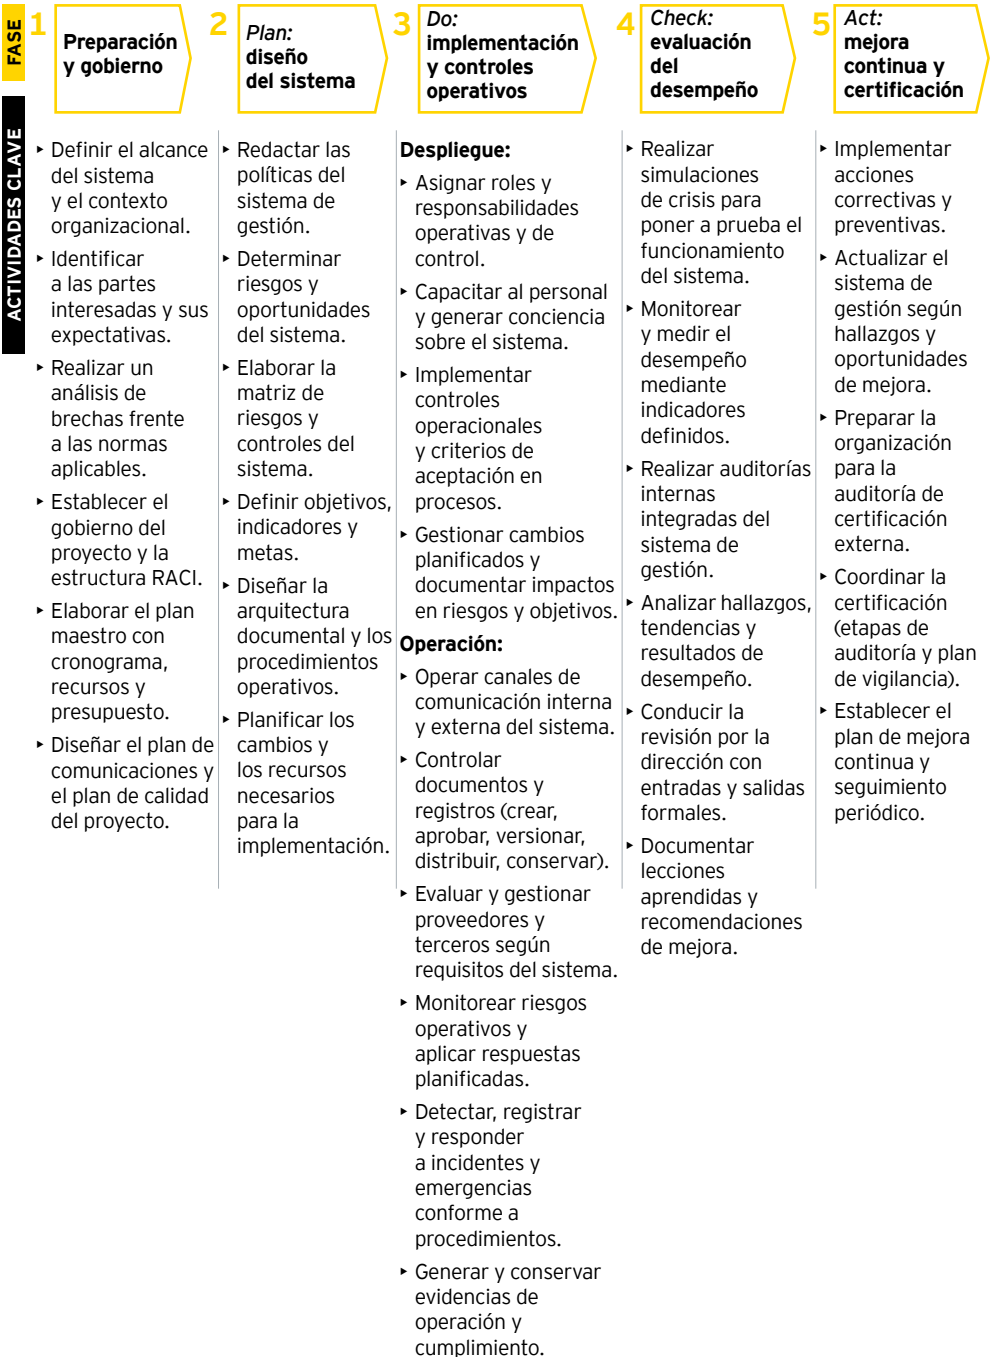 FASE
1
Preparación
y gobierno
2
Plan:
diseño
del sistema
3
Do:
implementación
y controles
operativos
4
Check:
evaluación
del
desempeño
5
Act:
mejora
continua y
certificación
ACTIVIDADES CLAVE
‣ Definir el alcance
del sistema
y el contexto
organizacional.
‣ Identificar
a las partes
interesadas y sus
expectativas.
‣ Realizar un
análisis de
brechas frente
a las normas
aplicables.
‣ Establecer el
gobierno del
proyecto y la
estructura RACI.
‣ Elaborar el plan
maestro con
cronograma,
recursos y
presupuesto.
‣ Diseñar el plan de
comunicaciones y
el plan de calidad
del proyecto.
‣ Redactar las
políticas del
sistema de
gestión.
‣ Determinar
riesgos y
oportunidades
del sistema.
‣ Elaborar la
matriz de
riesgos y
controles del
sistema.
‣ Definir objetivos,
indicadores y
metas.
‣ Diseñar la
arquitectura
documental y los
procedimientos
operativos.
‣ Planificar los
cambios y
los recursos
necesarios
para la
implementación.
Despliegue:
‣ Asignar roles y
responsabilidades
operativas y de
control.
‣ Capacitar al personal
y generar conciencia
sobre el sistema.
‣ Implementar
controles
operacionales
y criterios de
aceptación en
procesos.
‣ Gestionar cambios
planificados y
documentar impactos
en riesgos y objetivos.
Operación:
‣ Operar canales de
comunicación interna
y externa del sistema.
‣ Controlar
documentos y
registros (crear,
aprobar, versionar,
distribuir, conservar).
‣ Evaluar y gestionar
proveedores y
terceros según
requisitos del sistema.
‣ Monitorear riesgos
operativos y
aplicar respuestas
planificadas.
‣ Detectar, registrar
y responder
a incidentes y
emergencias
conforme a
procedimientos.
‣ Generar y conservar
evidencias de
operación y
cumplimiento.
‣ Realizar
simulaciones
de crisis para
poner a prueba el
funcionamiento
del sistema.
‣ Monitorear
y medir el
desempeño
mediante
indicadores
definidos.
‣ Realizar auditorías
internas
integradas del
sistema de
gestión.
‣ Analizar hallazgos,
tendencias y
resultados de
desempeño.
‣ Conducir la
revisión por la
dirección con
entradas y salidas
formales.
‣ Documentar
lecciones
aprendidas y
recomendaciones
de mejora.
‣ Implementar
acciones
correctivas y
preventivas.
‣ Actualizar el
sistema de
gestión según
hallazgos y
oportunidades
de mejora.
‣ Preparar la
organización
para la
auditoría de
certificación
externa.
‣ Coordinar la
certificación
(etapas de
auditoría y plan
de vigilancia).
‣ Establecer el
plan de mejora
continua y
seguimiento
periódico.